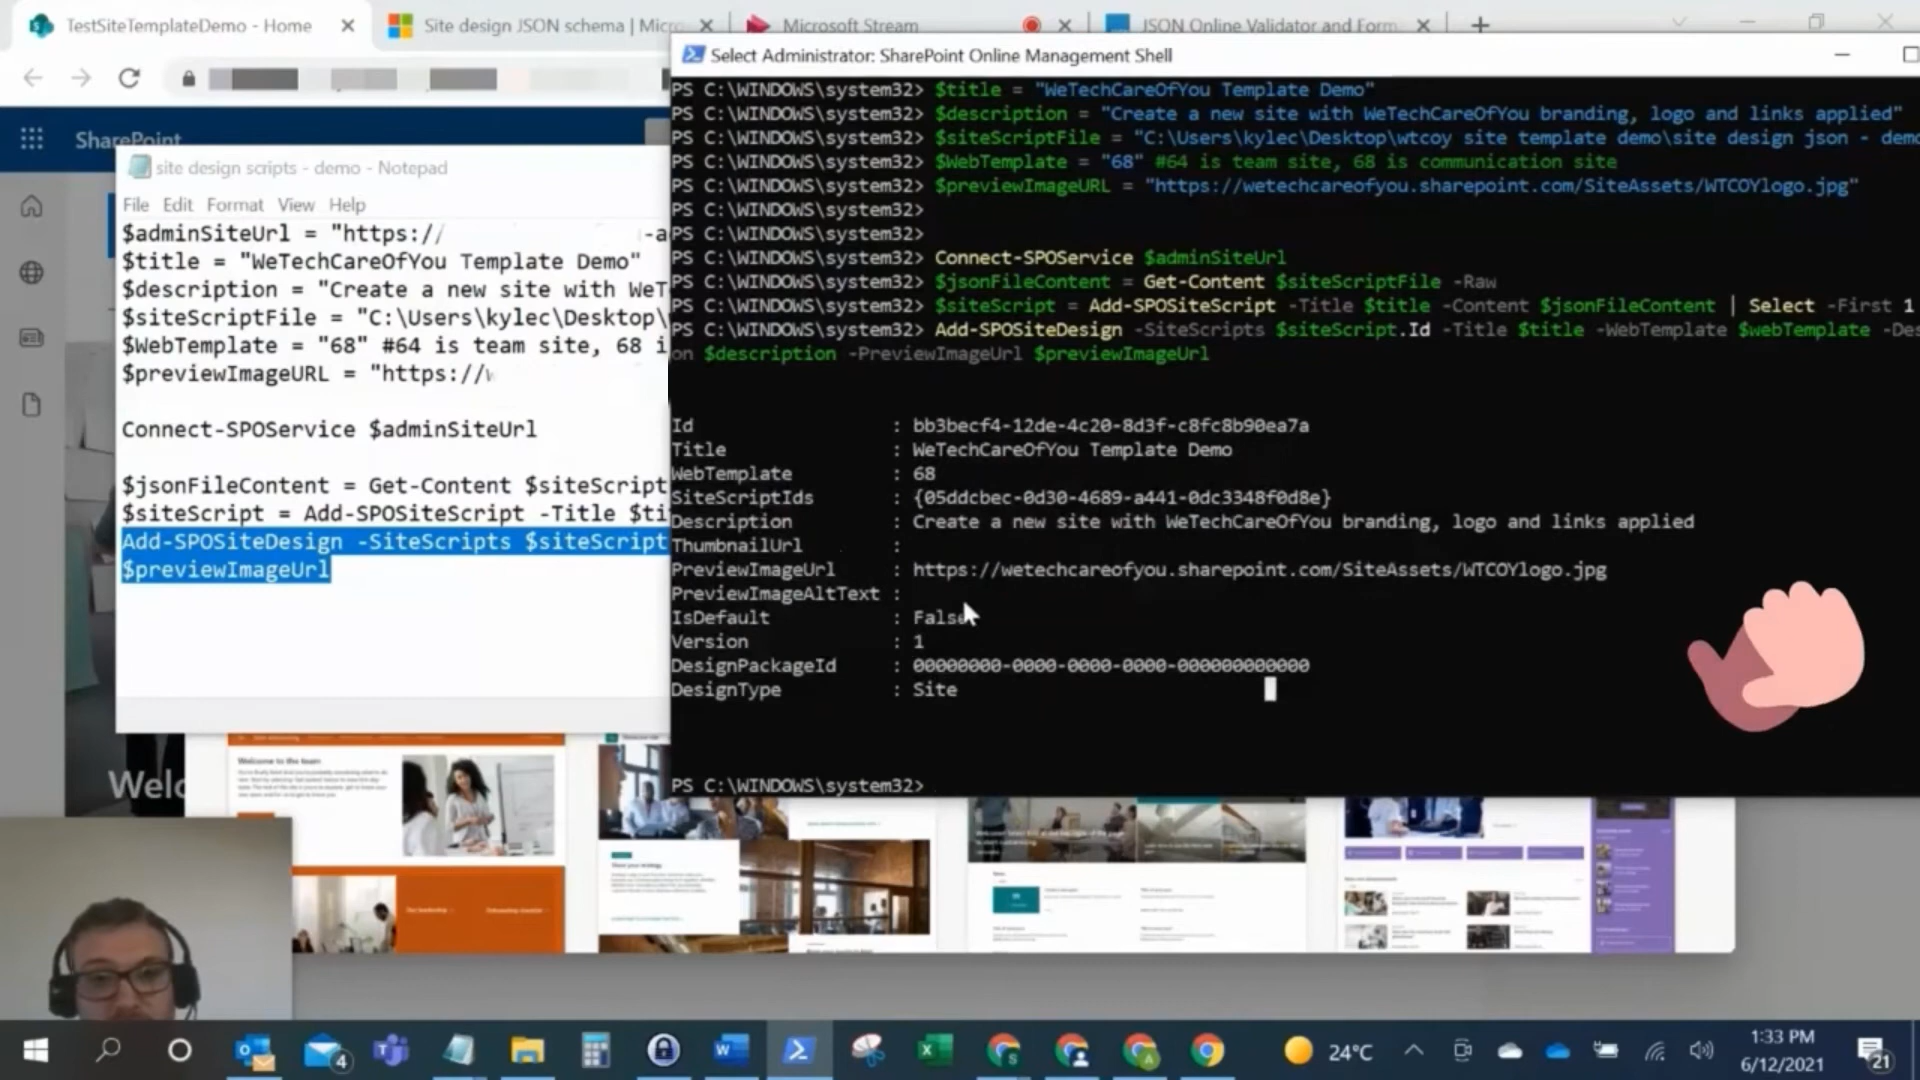 TestSiteTemplateDemo - Home
Site design JSON schema | Micro
Microsoft Stream
JSON Online Validator and Form
Select Administrator: SharePoint Online Management Shell
PS C:\WINDOWS\system32> $title = "WeTechCareOfYou Template Demo"
PS C:\WINDOWS\system32> $description = "Create a new site with WeTechCareOfYou branding, logo and links applied"
PS C:\WINDOWS\system32> $siteScriptFile = "C:\Users\kylec\Desktop\wtcoy site template demo\site design json - demo
PS C:\WINDOWS\system32> $WebTemplate = "68" #64 is team site, 68 is communication site
PS C:\WINDOWS\system32> $previewImageURL = "https://wetechcareofyou.sharepoint.com/SiteAssets/WTCOYlogo.jpg"
PS C:\WINDOWS\system32>
PS C:\WINDOWS\system32>
PS C:\WINDOWS\system32> Connect-SPOService $adminSiteUrl
PS C:\WINDOWS\system32> $jsonFileContent = Get-Content $siteScriptFile -Raw
PS C:\WINDOWS\system32> $siteScript = Add-SPOSiteScript -Title $title -Content $jsonFileContent | Select -First 1
PS C:\WINDOWS\system32> Add-SPOSiteDesign -SiteScripts $siteScript.Id -Title $title -WebTemplate $webTemplate -Des
on $description -PreviewImageUrl $previewImageUrl
Id : bb3becf4-12de-4c20-8d3f-c8fc8b90ea7a
Title : WeTechCareOfYou Template Demo
WebTemplate : 68
SiteScriptIds : {05ddcbec-0d30-4689-a441-0dc3348f0d8e}
Description : Create a new site with WeTechCareOfYou branding, logo and links applied
ThumbnailUrl :
PreviewImageUrl : https://wetechcareofyou.sharepoint.com/SiteAssets/WTCOYlogo.jpg
PreviewImageAltText :
IsDefault : False
Version : 1
DesignPackageId : 00000000-0000-0000-0000-000000000000
DesignType : Site
PS C:\WINDOWS\system32>
SharePoint
site design scripts - demo - Notepad
File Edit Format View Help
$adminSiteUrl = "https:// -a
$title = "WeTechCareOfYou Template Demo"
$description = "Create a new site with WeT
$siteScriptFile = "C:\Users\kylec\Desktop\
$WebTemplate = "68" #64 is team site, 68 i
$previewImageURL = "https://w
Connect-SPOService $adminSiteUrl
$jsonFileContent = Get-Content $siteScript
$siteScript = Add-SPOSiteScript -Title $ti
Add-SPOSiteDesign -SiteScripts $siteScript
$previewImageUrl
Welc
Welcome to the team
4
24°C
1:33 PM
6/12/2021
21